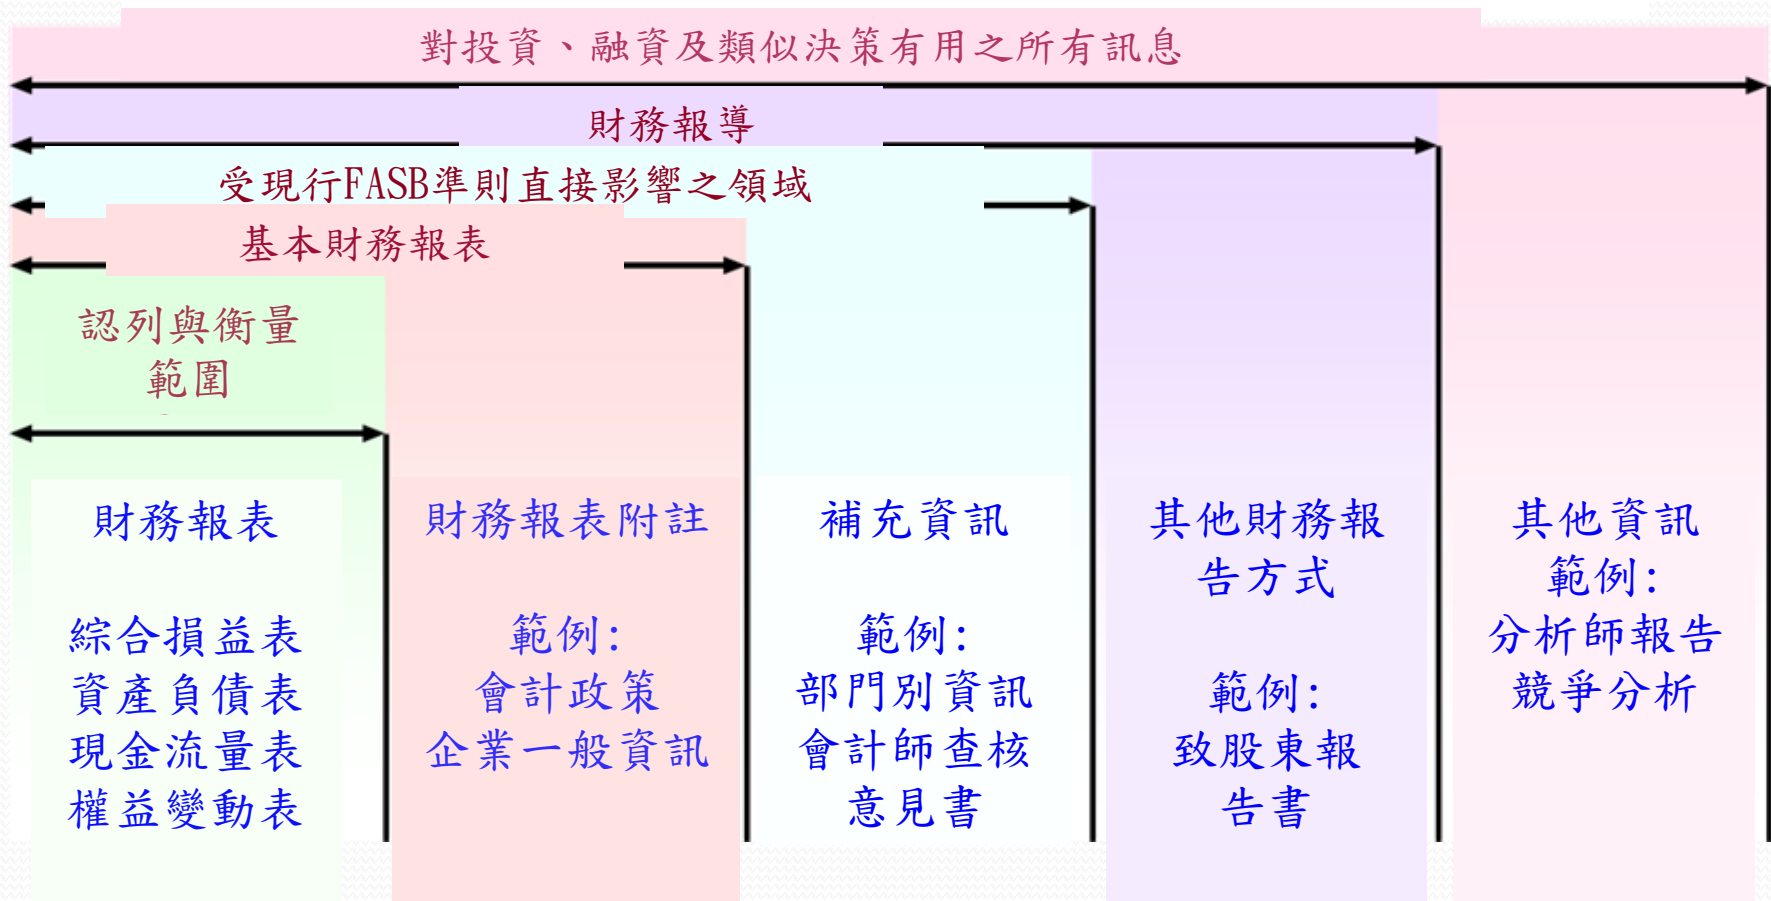 對投資、融資及類似決策有用之所有訊息
財務報導
受現行FASB準則直接影響之領域
基本財務報表
認列與衡量
範圍
財務報表
綜合損益表
資產負債表
現金流量表
權益變動表
財務報表附註
範例:
會計政策
企業一般資訊
補充資訊
範例:
部門別資訊
會計師查核
意見書
其他財務報
告方式
範例:
致股東報
告書
其他資訊
範例:
分析師報告
競爭分析